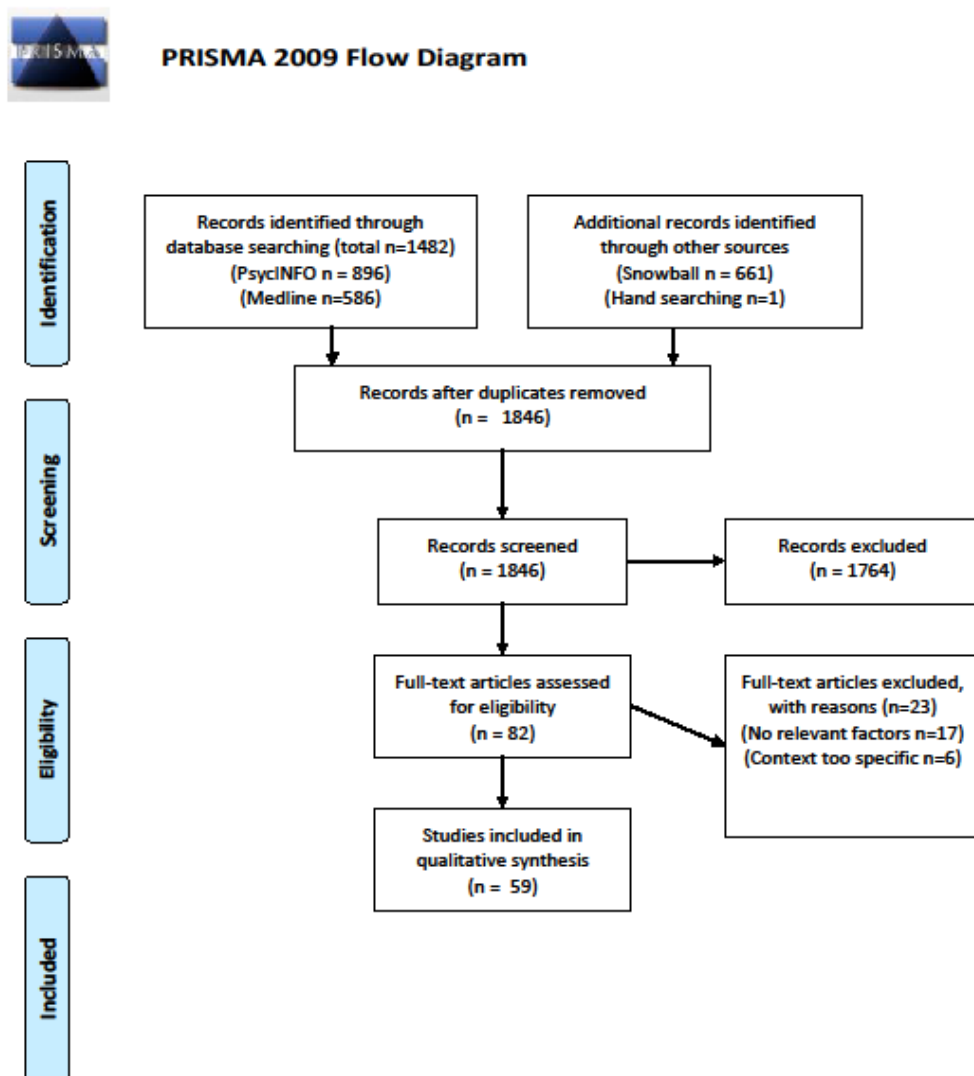 PRISMA
PRISMA 2009 Flow Diagram
Identification
Records identified through
database searching (total n=1482)
(PsycINFO n = 896)
(Medline n=586)
Additional records identified
through other sources
(Snowball n = 661)
(Hand searching n=1)
Records after duplicates removed
(n = 1846)
Screening
Records screened
(n = 1846)
Records excluded
(n = 1764)
Eligibility
Full-text articles assessed
for eligibility
(n = 82)
Full-text articles excluded,
with reasons (n=23)
(No relevant factors n=17)
(Context too specific n=6)
Studies included in
qualitative synthesis
(n = 59)
Included